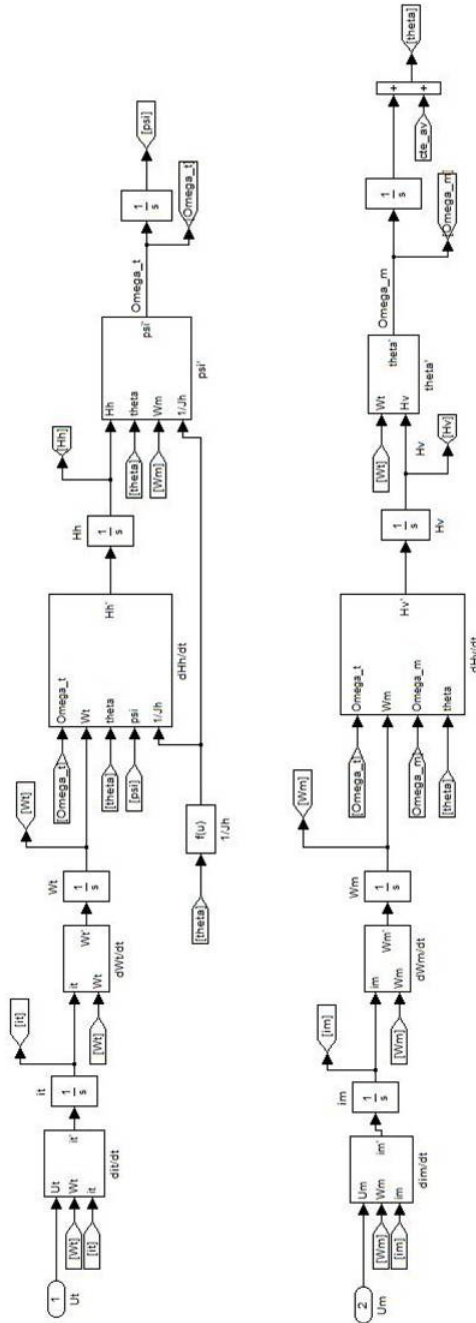 1
Ut
[Wt]
[it]
Ut
Wt
it
it'
dit/dt
it
1
s
[it]
[Wt]
it
Wt
Wt'
dWt/dt
Wt
1
s
[Wt]
[Omega_t]
[theta]
[psi]
Omega_t
Wt
theta
psi
1/Jh
Hh'
dHh/dt
[theta]
f(u)
1/Jh
Hh
1
s
[Hh]
[theta]
[Wm]
Hh
theta
Wm
1/Jh
psi'
psi'
Omega_t
[Omega_t]
1
s
[psi]
2
Um
[Wm]
[im]
Um
Wm
im
im'
dim/dt
im
1
s
[im]
[Wm]
im
Wm
Wm'
dWm/dt
Wm
1
s
[Wm]
[Omega_t]
[Omega_m]
[theta]
Omega_t
Wm
Omega_m
theta
Hv'
dHv/dt
Hv
1
s
[Hv]
Hv
[Wt]
Wt
Hv
theta'
theta'
Omega_m
[Omega_m]
1
s
cte_av
+
+
[theta]